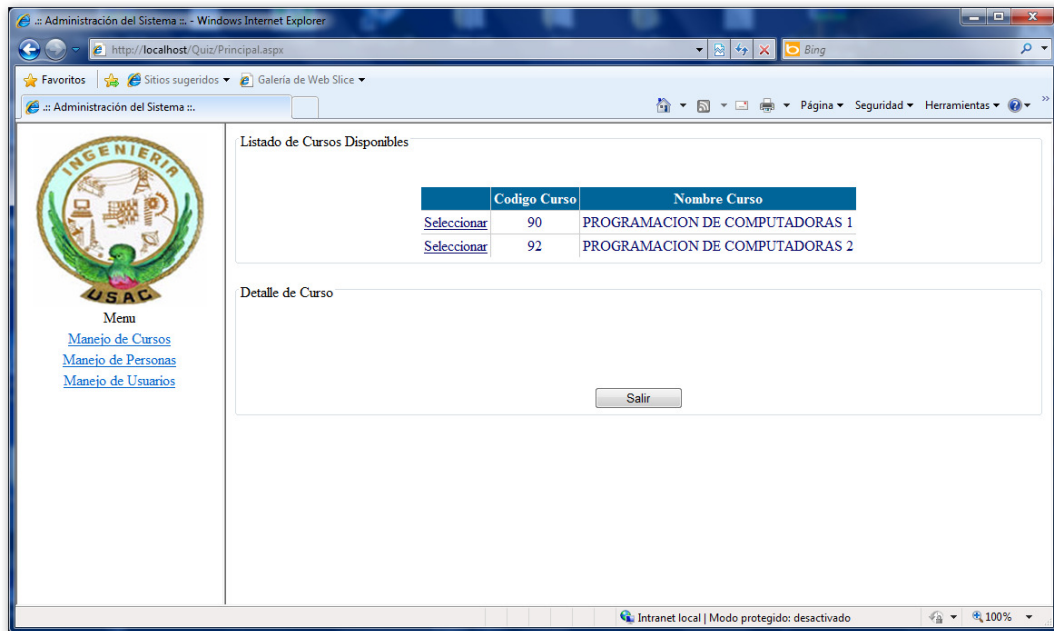 .:: Administración del Sistema ::. - Windows Internet Explorer
http://localhost/Quiz/Principal.aspx
Bing
Favoritos
Sitios sugeridos
Galería de Web Slice
.:: Administración del Sistema ::.
Página Seguridad Herramientas
INGENIERIA
USAC
Menu
Manejo de Cursos
Manejo de Personas
Manejo de Usuarios
Listado de Cursos Disponibles
Codigo Curso Nombre Curso
Seleccionar 90 PROGRAMACION DE COMPUTADORAS 1
Seleccionar 92 PROGRAMACION DE COMPUTADORAS 2
Detalle de Curso
Salir
Intranet local | Modo protegido: desactivado
100%